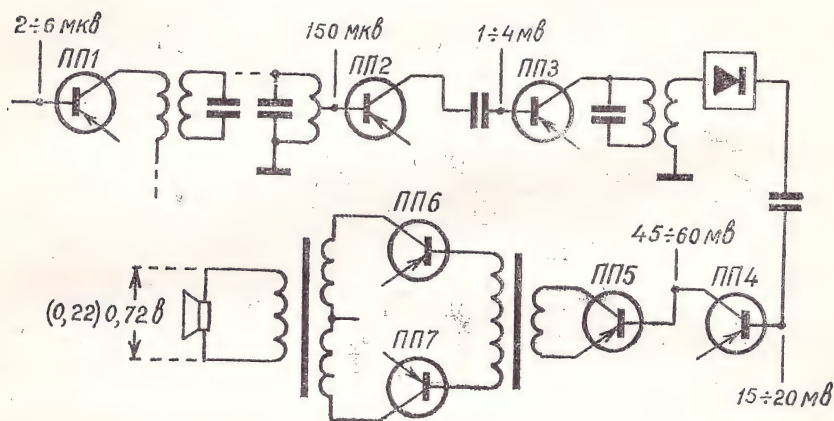 2÷6 мкв
ПП1
150 мкв
ПП2
1÷4 мв
ПП3
ПП6
45÷60 мв
ПП5
ПП4
(0,22) 0,72 в
ПП7
15÷20 мв